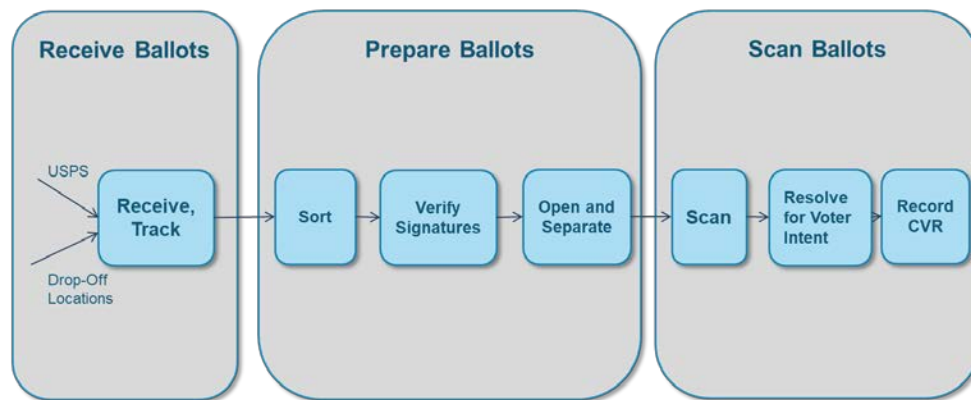 Receive Ballots
USPS
Receive,
Track
Drop-Off
Locations
Prepare Ballots
Sort
Verify
Signatures
Open and
Separate
Scan Ballots
Scan
Resolve
for Voter
Intent
Record
CVR